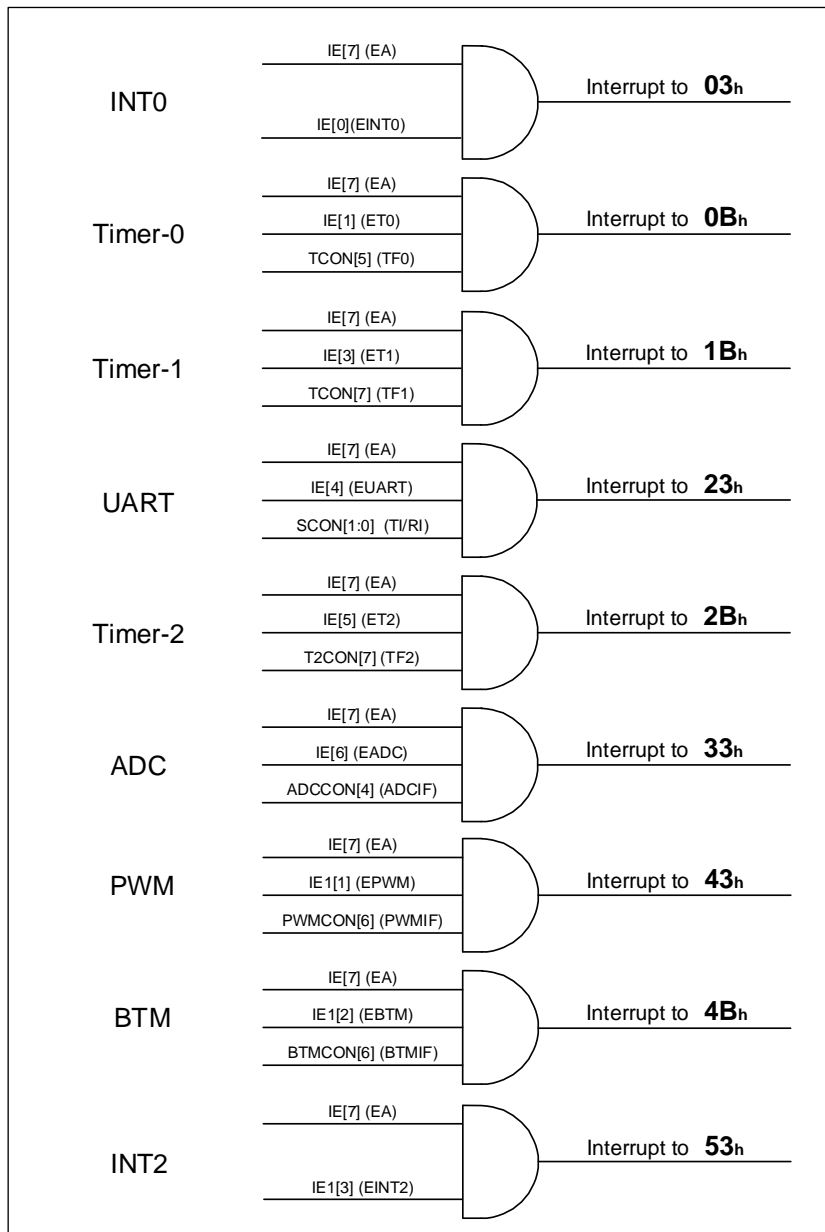 IE[7] (EA)
INT0
IE[0](EINT0)
Interrupt to 03h
IE[7] (EA)
Timer-0
IE[1] (ET0)
TCON[5] (TF0)
Interrupt to 0Bh
IE[7] (EA)
Timer-1
IE[3] (ET1)
TCON[7] (TF1)
Interrupt to 1Bh
IE[7] (EA)
UART
IE[4] (EUART)
SCON[1:0] (TI/RI)
Interrupt to 23h
IE[7] (EA)
Timer-2
IE[5] (ET2)
T2CON[7] (TF2)
Interrupt to 2Bh
IE[7] (EA)
ADC
IE[6] (EADC)
ADCCON[4] (ADCIF)
Interrupt to 33h
IE[7] (EA)
PWM
IE1[1] (EPWM)
PWMCON[6] (PWMIF)
Interrupt to 43h
IE[7] (EA)
BTM
IE1[2] (EBTM)
BTMCON[6] (BTMIF)
Interrupt to 4Bh
IE[7] (EA)
INT2
IE1[3] (EINT2)
Interrupt to 53h